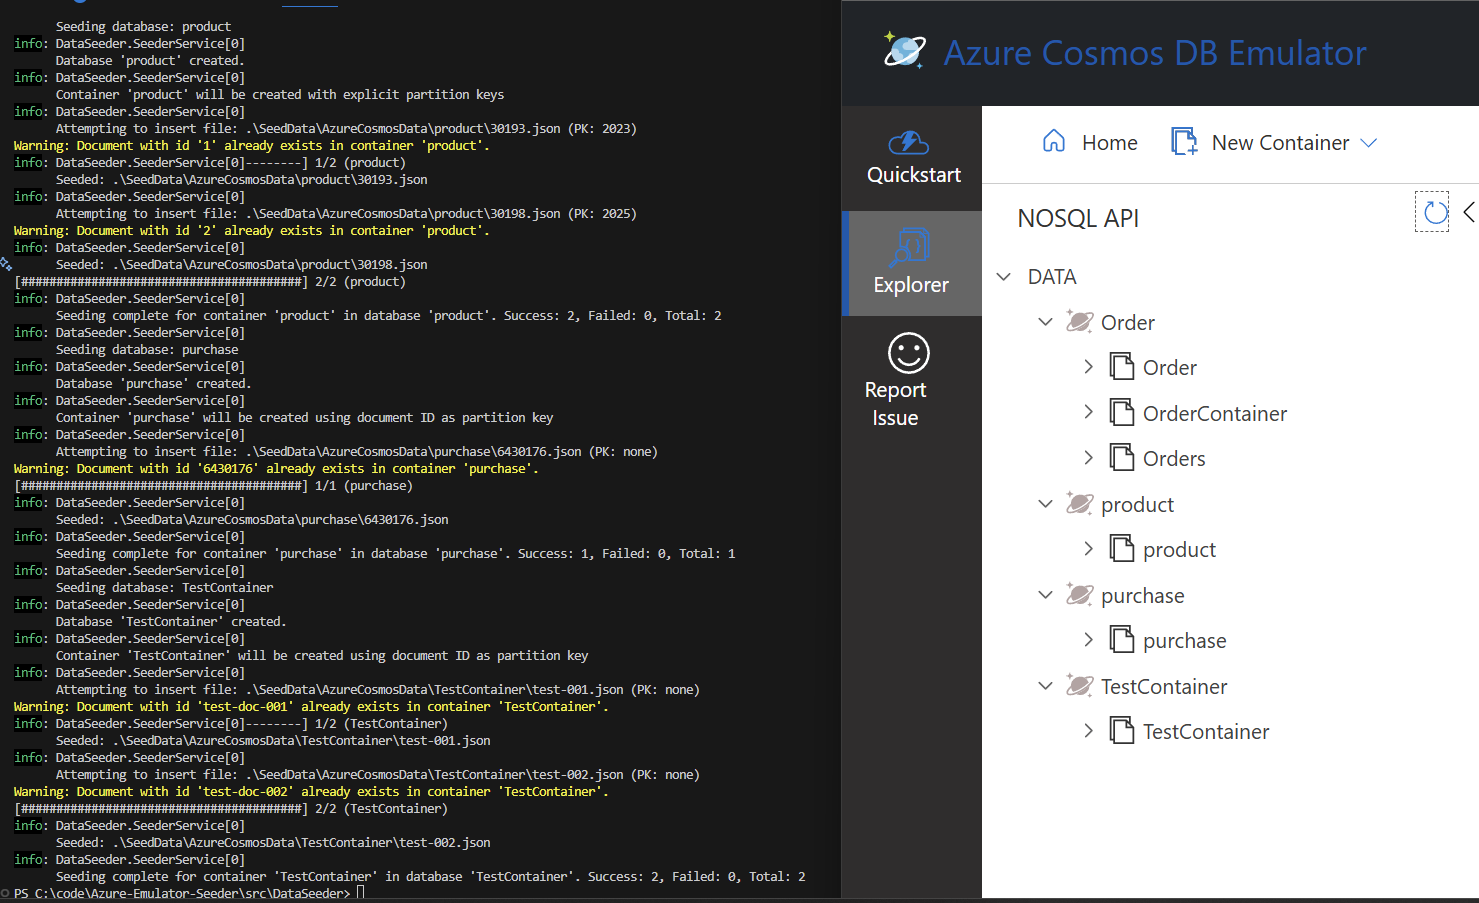 Seeding database: product
info: DataSeeder.SeederService[0]
Database 'product' created.
info: DataSeeder.SeederService[0]
Container 'product' will be created with explicit partition keys
info: DataSeeder.SeederService[0]
Attempting to insert file: .\SeedData\AzureCosmosData\product\30193.json (PK: 2023)
Warning: Document with id '1' already exists in container 'product'.
info: DataSeeder.SeederService[0]--------] 1/2 (product)
Seeded: .\SeedData\AzureCosmosData\product\30193.json
info: DataSeeder.SeederService[0]
Attempting to insert file: .\SeedData\AzureCosmosData\product\30198.json (PK: 2025)
Warning: Document with id '2' already exists in container 'product'.
info: DataSeeder.SeederService[0]
Seeded: .\SeedData\AzureCosmosData\product\30198.json
[########################################] 2/2 (product)
info: DataSeeder.SeederService[0]
Seeding complete for container 'product' in database 'product'. Success: 2, Failed: 0, Total: 2
info: DataSeeder.SeederService[0]
Seeding database: purchase
info: DataSeeder.SeederService[0]
Database 'purchase' created.
info: DataSeeder.SeederService[0]
Container 'purchase' will be created using document ID as partition key
info: DataSeeder.SeederService[0]
Attempting to insert file: .\SeedData\AzureCosmosData\purchase\6430176.json (PK: none)
Warning: Document with id '6430176' already exists in container 'purchase'.
[########################################] 1/1 (purchase)
info: DataSeeder.SeederService[0]
Seeded: .\SeedData\AzureCosmosData\purchase\6430176.json
info: DataSeeder.SeederService[0]
Seeding complete for container 'purchase' in database 'purchase'. Success: 1, Failed: 0, Total: 1
info: DataSeeder.SeederService[0]
Seeding database: TestContainer
info: DataSeeder.SeederService[0]
Database 'TestContainer' created.
info: DataSeeder.SeederService[0]
Container 'TestContainer' will be created using document ID as partition key
info: DataSeeder.SeederService[0]
Attempting to insert file: .\SeedData\AzureCosmosData\TestContainer\test-001.json (PK: none)
Warning: Document with id 'test-doc-001' already exists in container 'TestContainer'.
info: DataSeeder.SeederService[0]--------] 1/2 (TestContainer)
Seeded: .\SeedData\AzureCosmosData\TestContainer\test-001.json
info: DataSeeder.SeederService[0]
Attempting to insert file: .\SeedData\AzureCosmosData\TestContainer\test-002.json (PK: none)
Warning: Document with id 'test-doc-002' already exists in container 'TestContainer'.
[########################################] 2/2 (TestContainer)
info: DataSeeder.SeederService[0]
Seeded: .\SeedData\AzureCosmosData\TestContainer\test-002.json
info: DataSeeder.SeederService[0]
Seeding complete for container 'TestContainer' in database 'TestContainer'. Success: 2, Failed: 0, Total: 2
PS C:\code\Azure-Emulator-Seeder\src\DataSeeder>
Azure Cosmos DB Emulator
Quickstart
Explorer
Report
Issue
Home
New Container
NOSQL API
DATA
Order
Order
OrderContainer
Orders
product
product
purchase
purchase
TestContainer
TestContainer